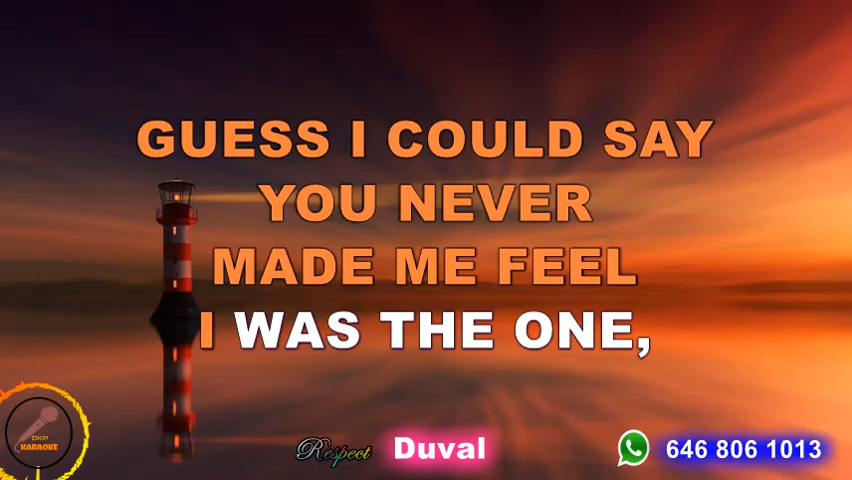 GUESS I COULD SAY
YOU NEVER
MADE ME FEEL
I WAS THE ONE,
DKP
KARAOKE
Respect Duval
646 806 1013